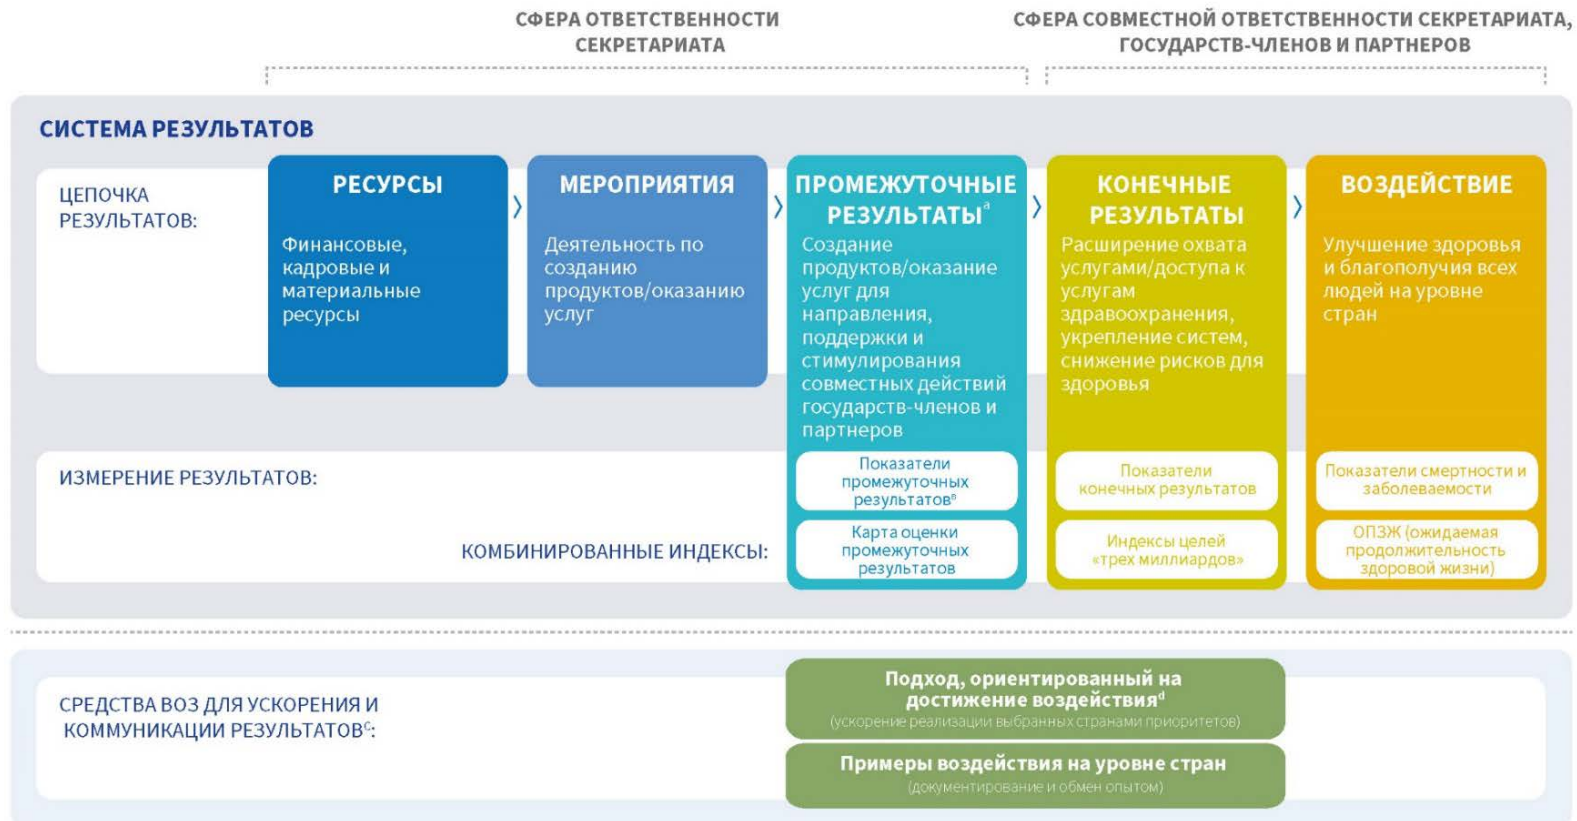 СФЕРА ОТВЕТСТВЕННОСТИ
СЕКРЕТАРИАТА
СФЕРА СОВМЕСТНОЙ ОТВЕТСТВЕННОСТИ СЕКРЕТАРИАТА,
ГОСУДАРСТВ-ЧЛЕНОВ И ПАРТНЕРОВ
СИСТЕМА РЕЗУЛЬТАТОВ
ЦЕПОЧКА
РЕЗУЛЬТАТОВ:
РЕСУРСЫ
Финансовые,
кадровые и
материальные
ресурсы
МЕРОПРИЯТИЯ
Деятельность по
созданию
продуктов/оказанию
услуг
ПРОМЕЖУТОЧНЫЕ
РЕЗУЛЬТАТЫª
Создание
продуктов/оказание
услуг для
направления,
поддержки и
стимулирования
совместных действий
государств-членов и
партнеров
КОНЕЧНЫЕ
РЕЗУЛЬТАТЫ
Расширение охвата
услугами/доступа к
услугам
здравоохранения,
укрепление систем,
снижение рисков для
здоровья
ВОЗДЕЙСТВИЕ
Улучшение здоровья
и благополучия всех
людей на уровне
стран
ИЗМЕРЕНИЕ РЕЗУЛЬТАТОВ:
Показатели
промежуточных
результатовᵇ
Показатели
конечных результатов
Показатели смертности и
заболеваемости
КОМБИНИРОВАННЫЕ ИНДЕКСЫ:
Карта оценки
промежуточных
результатов
Индексы целей
«трех миллиардов»
ОПЗЖ (ожидаемая
продолжительность
здоровой жизни)
СРЕДСТВА ВОЗ ДЛЯ УСКОРЕНИЯ И
КОММУНИКАЦИИ РЕЗУЛЬТАТОВᶜ:
Подход, ориентированный на
достижение воздействияᵈ
(ускорение реализации выбранных странами приоритетов)
Примеры воздействия на уровне стран
(документирование и обмен опытом)